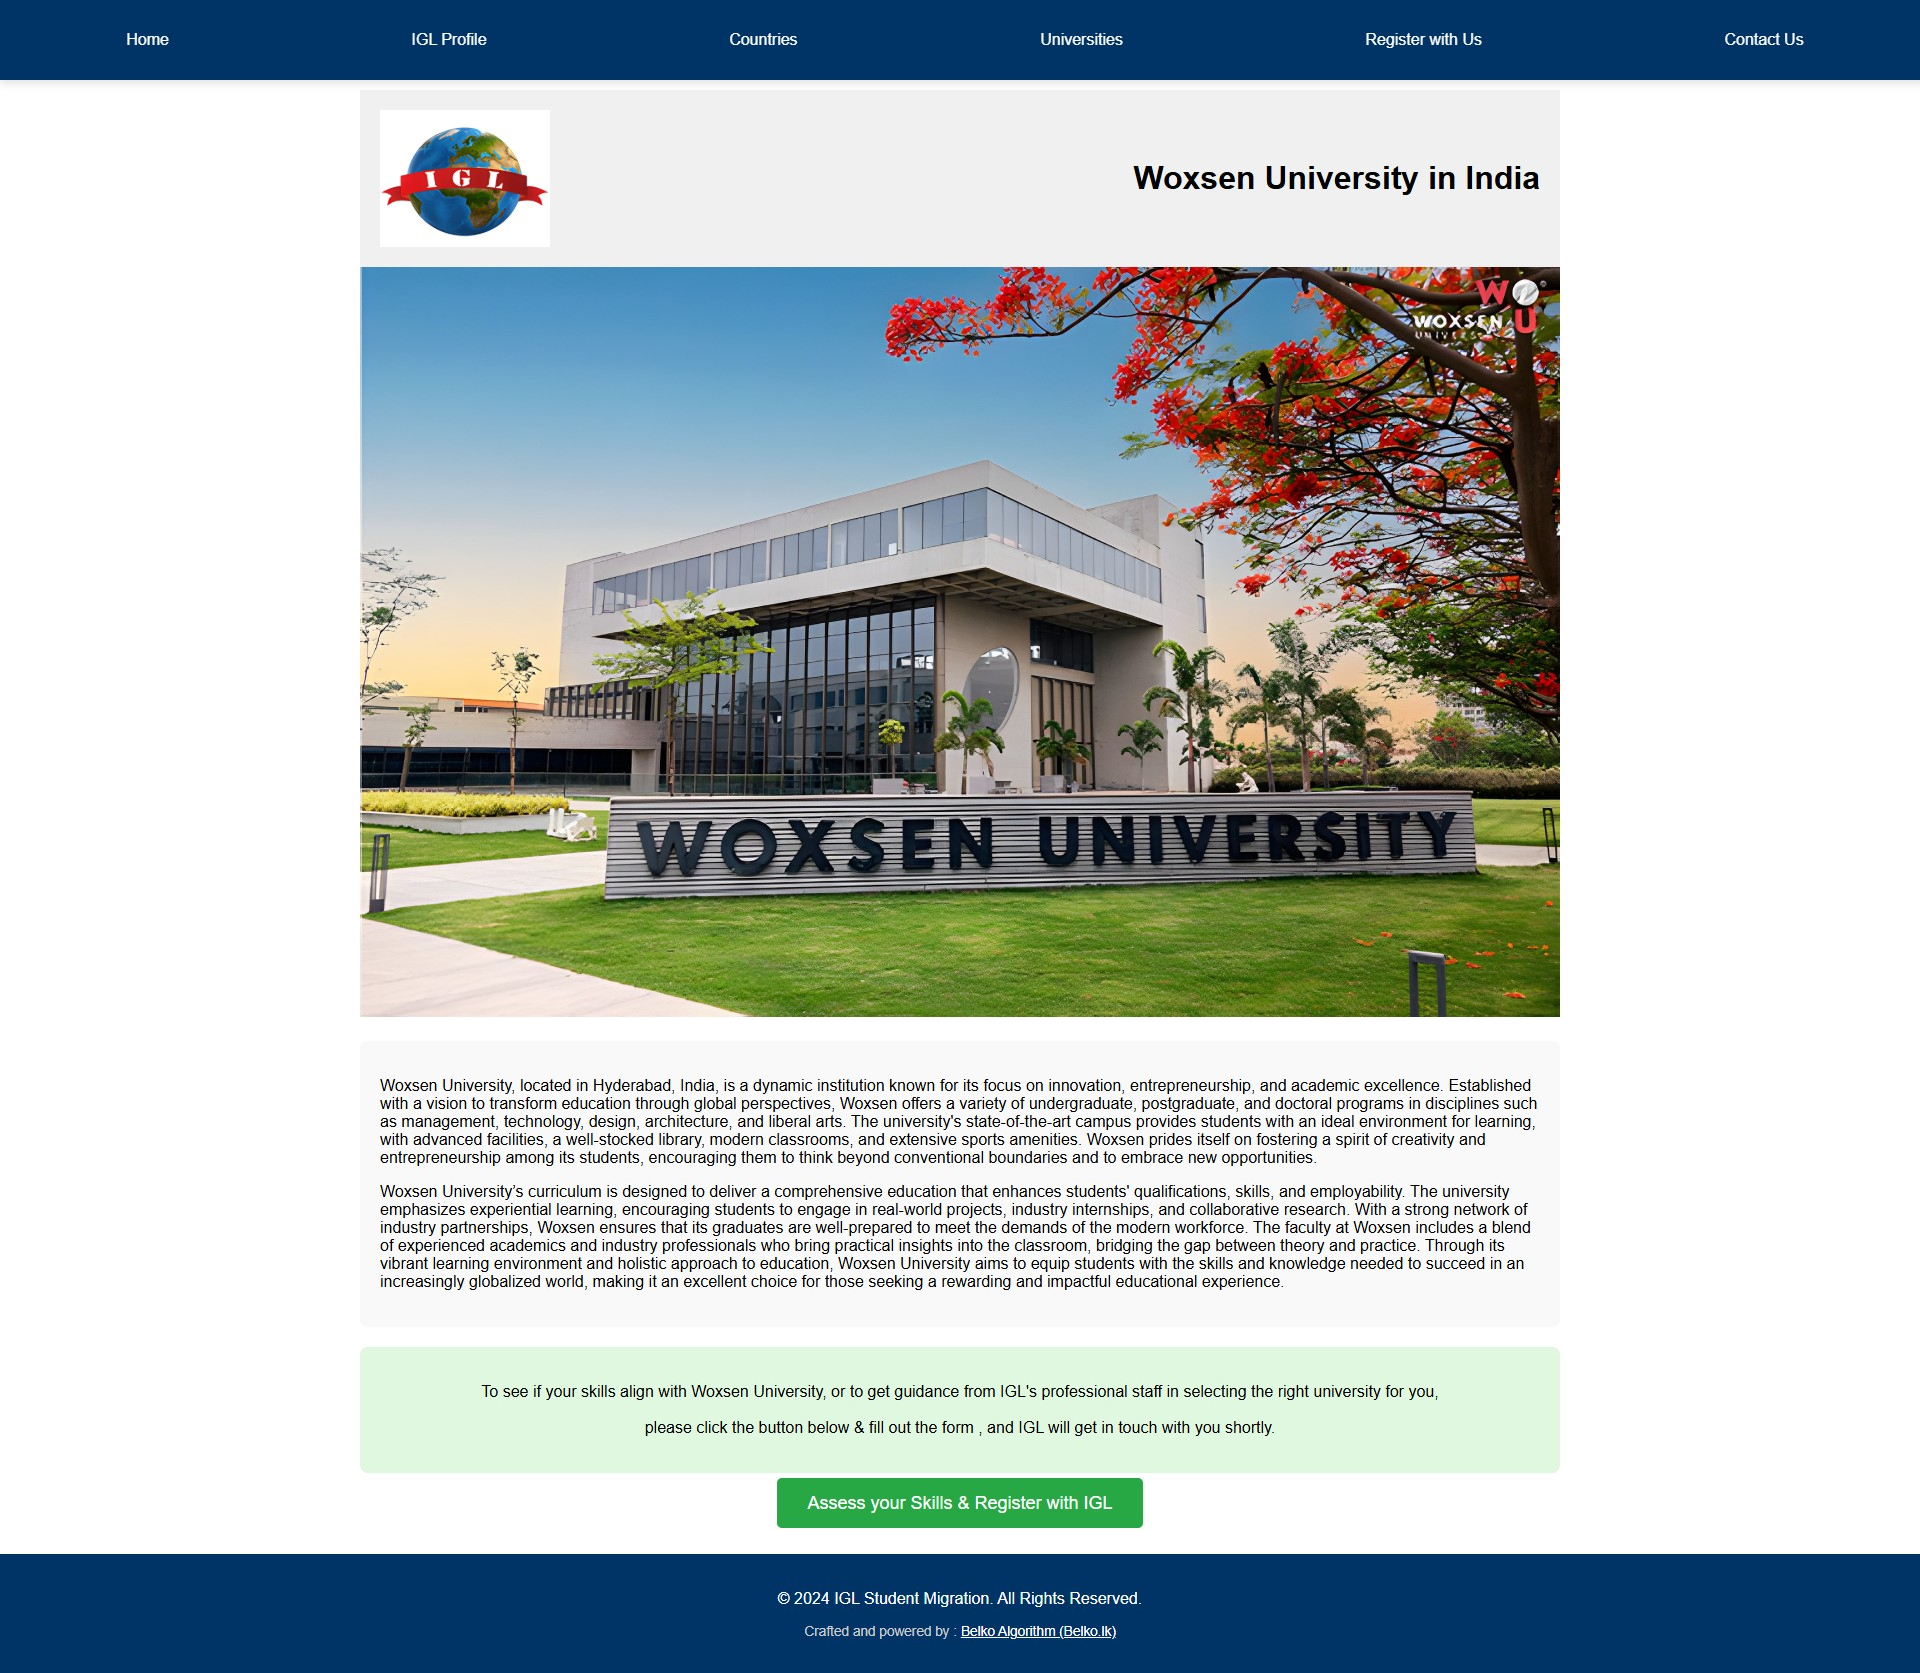 Home
IGL Profile
Countries
Universities
Register with Us
Contact Us
I G L
Woxsen University in India
W U
WOXSEN
UNIVERSITY
WOXSEN UNIVERSITY
Woxsen University, located in Hyderabad, India, is a dynamic institution known for its focus on innovation, entrepreneurship, and academic excellence. Established
with a vision to transform education through global perspectives, Woxsen offers a variety of undergraduate, postgraduate, and doctoral programs in disciplines such
as management, technology, design, architecture, and liberal arts. The university's state-of-the-art campus provides students with an ideal environment for learning,
with advanced facilities, a well-stocked library, modern classrooms, and extensive sports amenities. Woxsen prides itself on fostering a spirit of creativity and
entrepreneurship among its students, encouraging them to think beyond conventional boundaries and to embrace new opportunities.
Woxsen University’s curriculum is designed to deliver a comprehensive education that enhances students' qualifications, skills, and employability. The university
emphasizes experiential learning, encouraging students to engage in real-world projects, industry internships, and collaborative research. With a strong network of
industry partnerships, Woxsen ensures that its graduates are well-prepared to meet the demands of the modern workforce. The faculty at Woxsen includes a blend
of experienced academics and industry professionals who bring practical insights into the classroom, bridging the gap between theory and practice. Through its
vibrant learning environment and holistic approach to education, Woxsen University aims to equip students with the skills and knowledge needed to succeed in an
increasingly globalized world, making it an excellent choice for those seeking a rewarding and impactful educational experience.
To see if your skills align with Woxsen University, or to get guidance from IGL's professional staff in selecting the right university for you,
please click the button below & fill out the form , and IGL will get in touch with you shortly.
Assess your Skills & Register with IGL
© 2024 IGL Student Migration. All Rights Reserved.
Crafted and powered by : Belko Algorithm (Belko.lk)